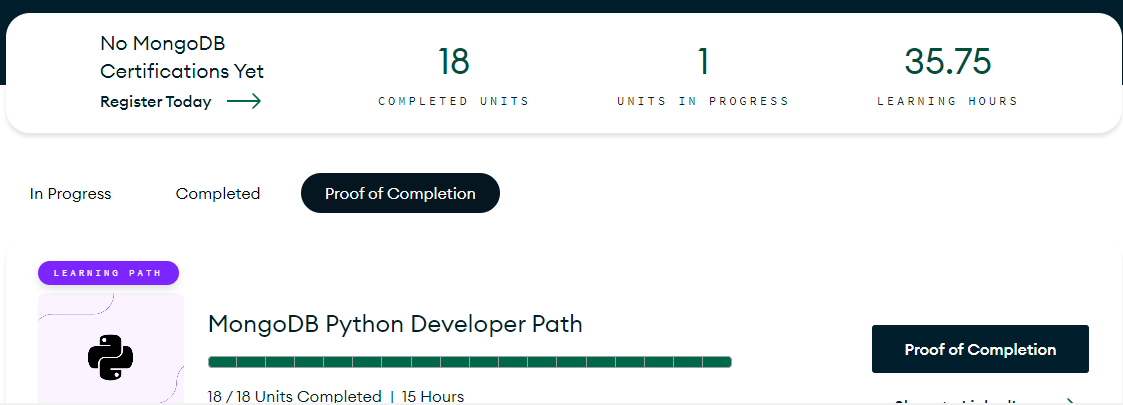 No MongoDB
Certifications Yet
Register Today
18
COMPLETED UNITS
1
UNITS IN PROGRESS
35.75
LEARNING HOURS
In Progress
Completed
Proof of Completion
LEARNING PATH
MongoDB Python Developer Path
18 / 18 Units Completed | 15 Hours
Proof of Completion